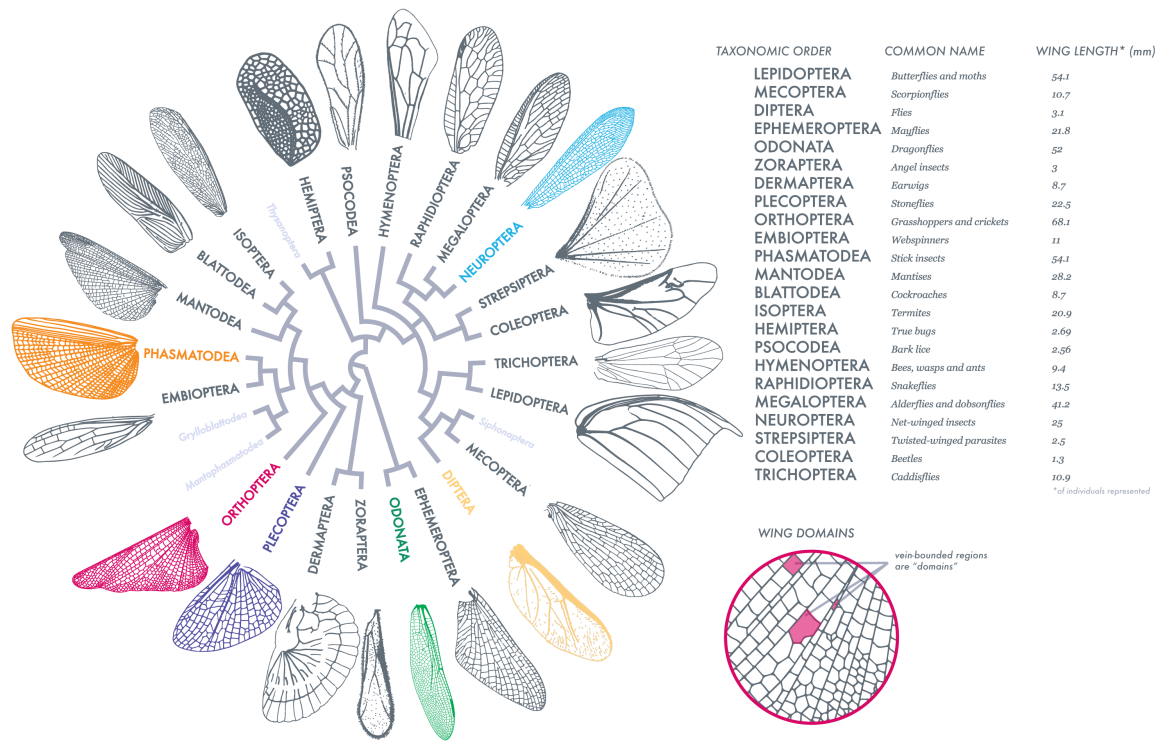 TAXONOMIC ORDER COMMON NAME WING LENGTH* (mm)
LEPIDOPTERA Butterflies and moths 54.1
MECOPTERA Scorpionflies 10.7
DIPTERA Flies 3.1
EPHEMEROPTERA Mayflies 21.8
ODONATA Dragonflies 52
ZORAPTERA Angel insects 3
DERMAPTERA Earwigs 8.7
PLECOPTERA Stoneflies 22.5
ORTHOPTERA Grasshoppers and crickets 68.1
EMBIOPTERA Webspinners 11
PHASMATODEA Stick insects 54.1
MANTODEA Mantises 28.2
BLATTODEA Cockroaches 8.7
ISOPTERA Termites 20.9
HEMIPTERA True bugs 2.69
PSOCODEA Bark lice 2.56
HYMENOPTERA Bees, wasps and ants 9.4
RAPHIDIOPTERA Snakeflies 13.5
MEGALOPTERA Alderflies and dobsonflies 41.2
NEUROPTERA Net-winged insects 25
STREPSIPTERA Twisted-winged parasites 2.5
COLEOPTERA Beetles 1.3
TRICHOPTERA Caddisflies 10.9
*of individuals represented
WING DOMAINS
vein-bounded regions
are "domains"
HEMIPTERA
PSOCODEA
HYMENOPTERA
RAPHIDIOPTERA
MEGALOPTERA
NEUROPTERA
STREPSIPTERA
COLEOPTERA
TRICHOPTERA
LEPIDOPTERA
Siphonaptera
MECOPTERA
DIPTERA
EPHEMEROPTERA
ODONATA
ZORAPTERA
DERMAPTERA
PLECOPTERA
ORTHOPTERA
Mantophasmatodea
Grylloblattodea
EMBIOPTERA
PHASMATODEA
MANTODEA
BLATTODEA
ISOPTERA
Thysanoptera